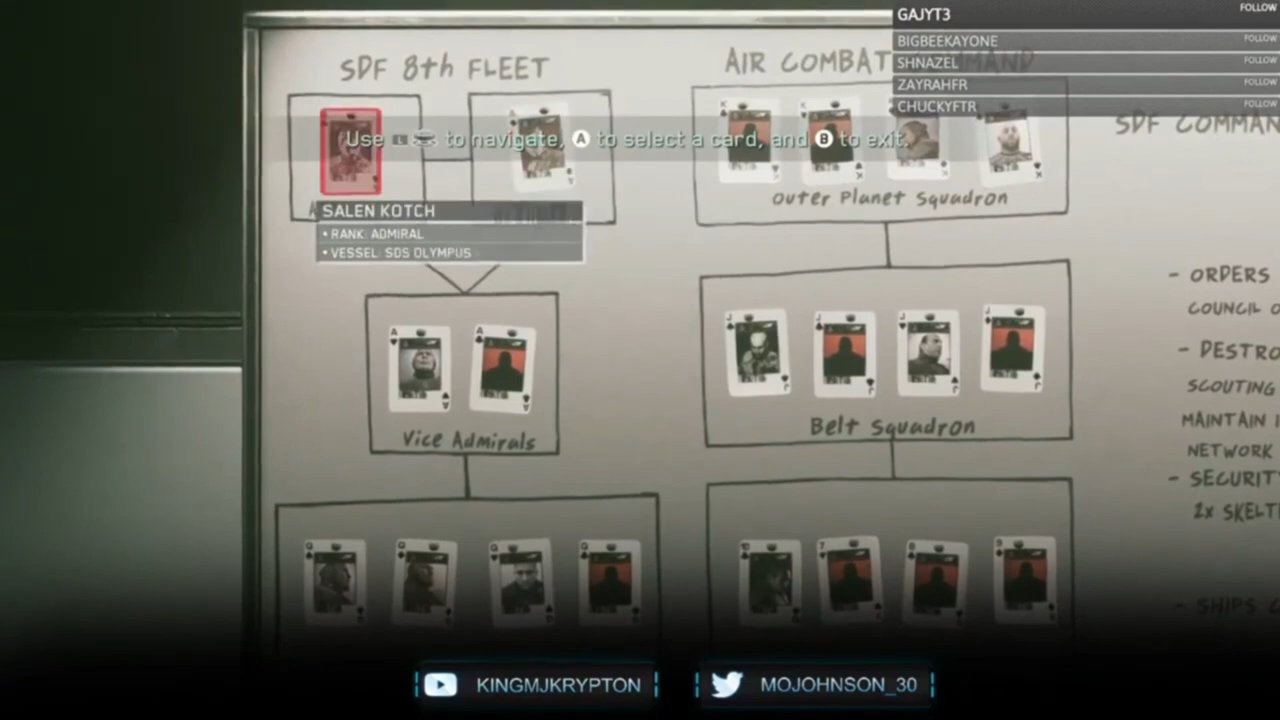 GAJYT3 FOLLOW
BIGBEEKAYONE FOLLOW
SHNAZEL FOLLOW
ZAYRAHFR FOLLOW
CHUCKYFTR FOLLOW
SDF 8th FLEET
AIR COMBAT COMMAND
SDF COMMAN
Use L to navigate, A to select a card, and B to exit.
Outer Planet Squadron
SALEN KOTCH
• RANK: ADMIRAL
• VESSEL: SDS OLYMPUS
- ORDERS
COUNCIL O
- DESTRO
SCOUTING
MAINTAIN
NETWORK
- SECURIT
2x SKELT
- SHIPS
Vice Admirals
Belt Squadron
KINGMJKRYPTON
MOJOHNSON_30